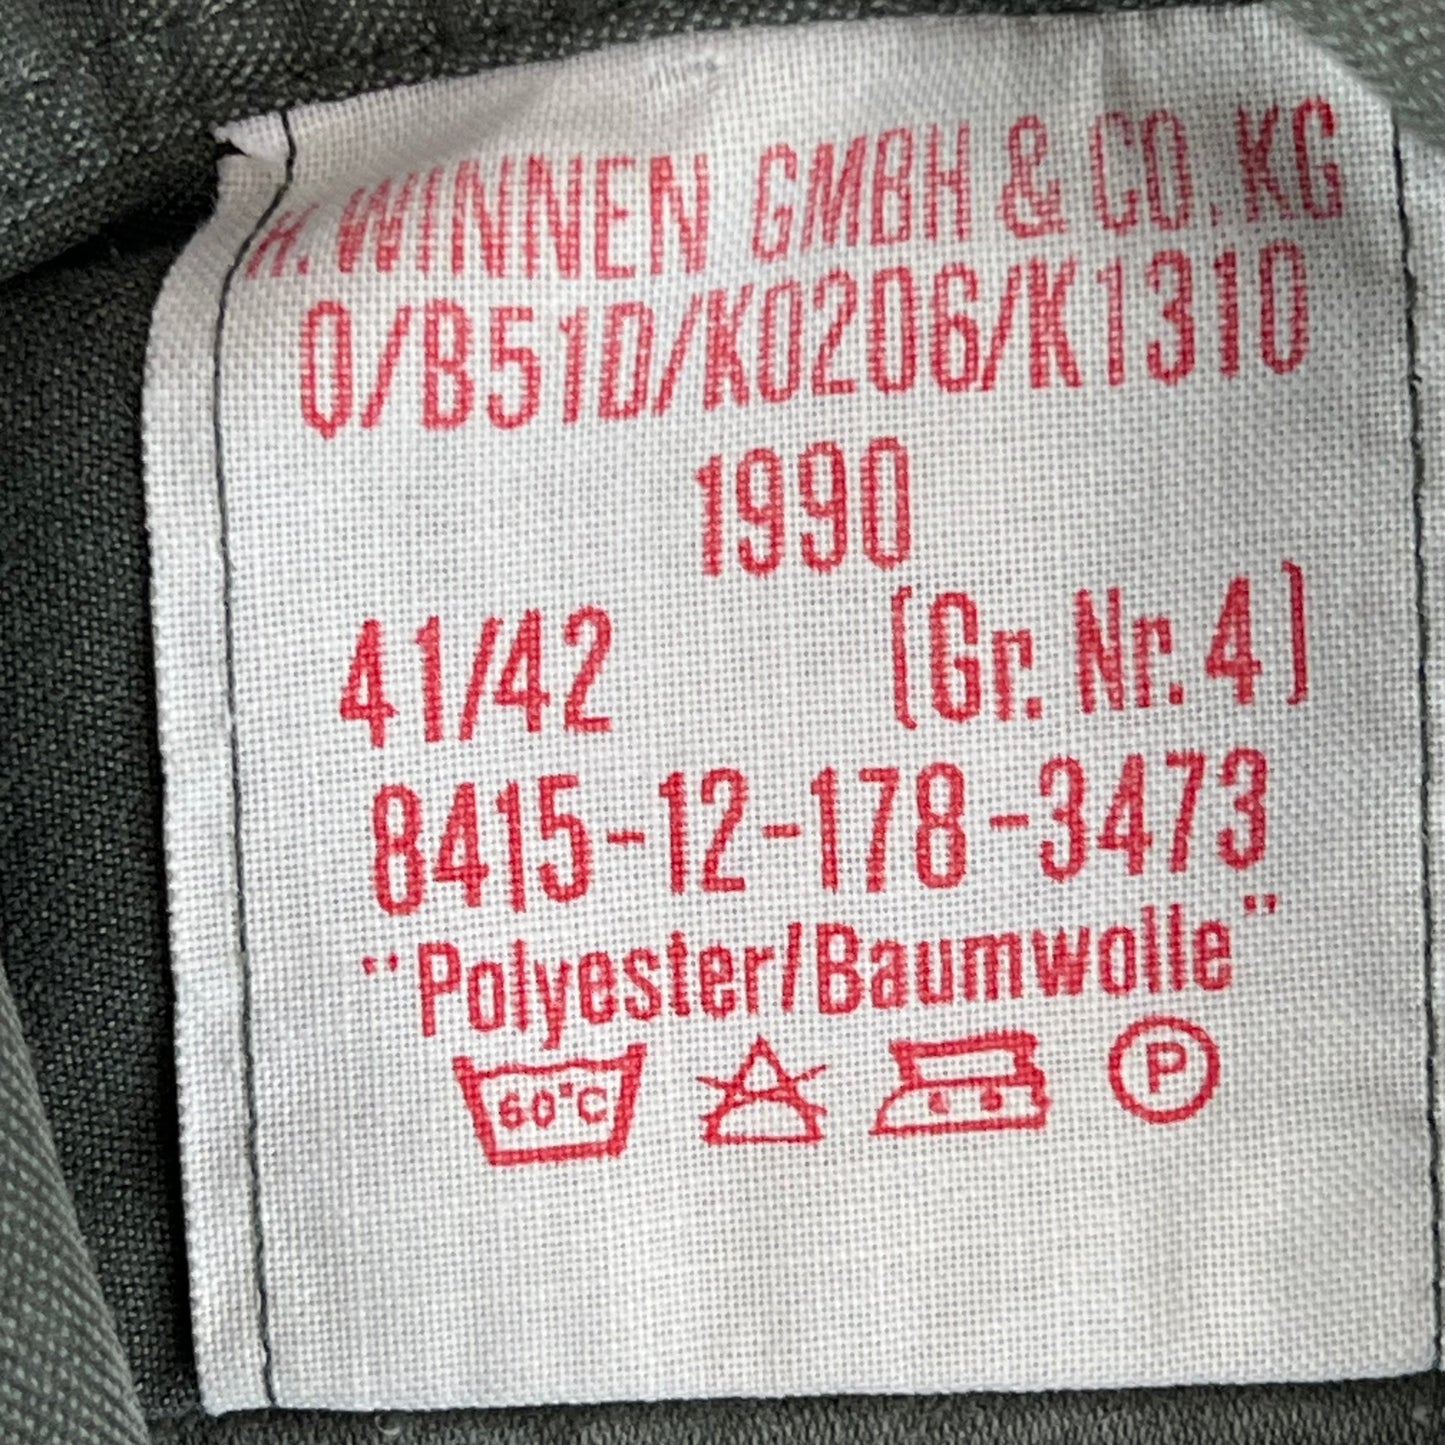 H. WINNEN GMBH & CO. KG
Q/B51D/K0206/K1310
1990
41/42 (Gr. Nr. 4)
8415-12-178-3473
"Polyester/Baumwolle"
60°C P